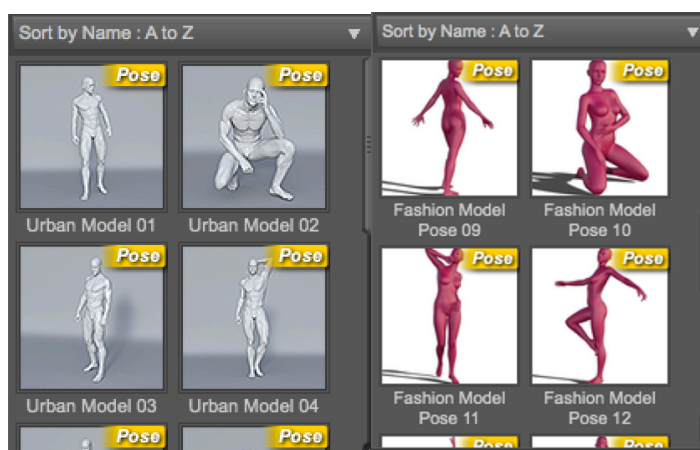 Sort by Name : A to Z
Pose
Pose
Urban Model 01
Urban Model 02
Pose
Pose
Urban Model 03
Urban Model 04
Pose
Pose
Sort by Name : A to Z
Pose
Pose
Fashion Model
Pose 09
Fashion Model
Pose 10
Pose
Pose
Fashion Model
Pose 11
Fashion Model
Pose 12
Pose
Pose